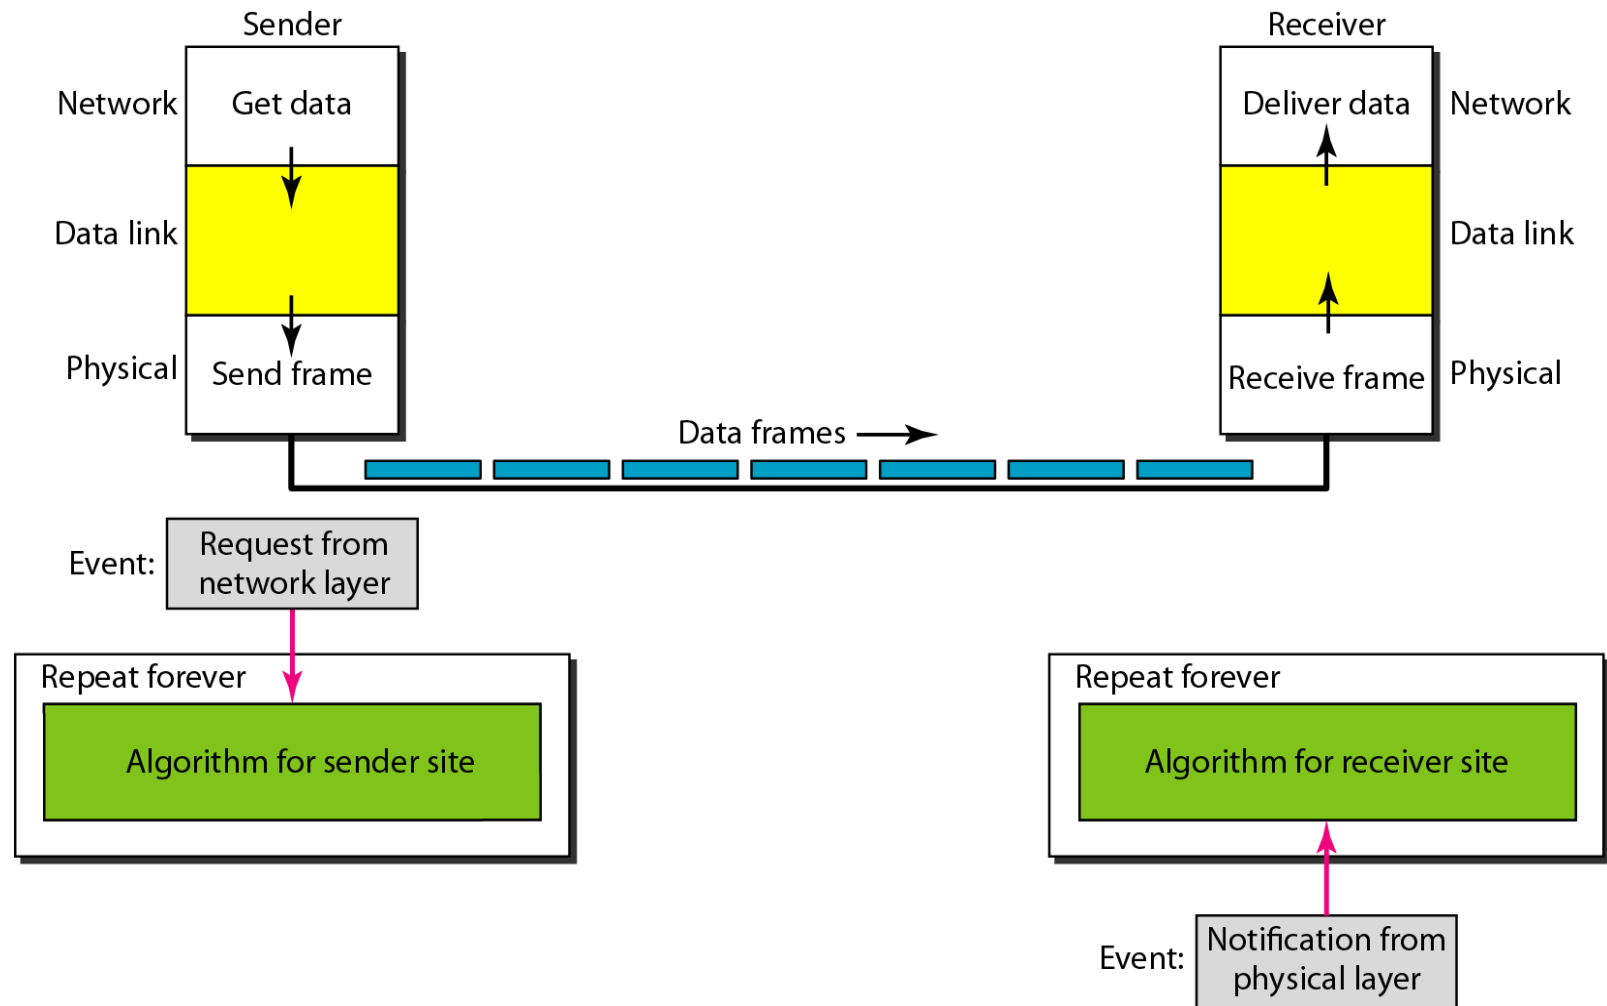 Sender
Receiver
Network
Get data
Deliver data
Network
Data link
Data link
Physical
Send frame
Receive frame
Physical
Data frames
Event:
Request from
network layer
Repeat forever
Algorithm for sender site
Repeat forever
Algorithm for receiver site
Event:
Notification from
physical layer